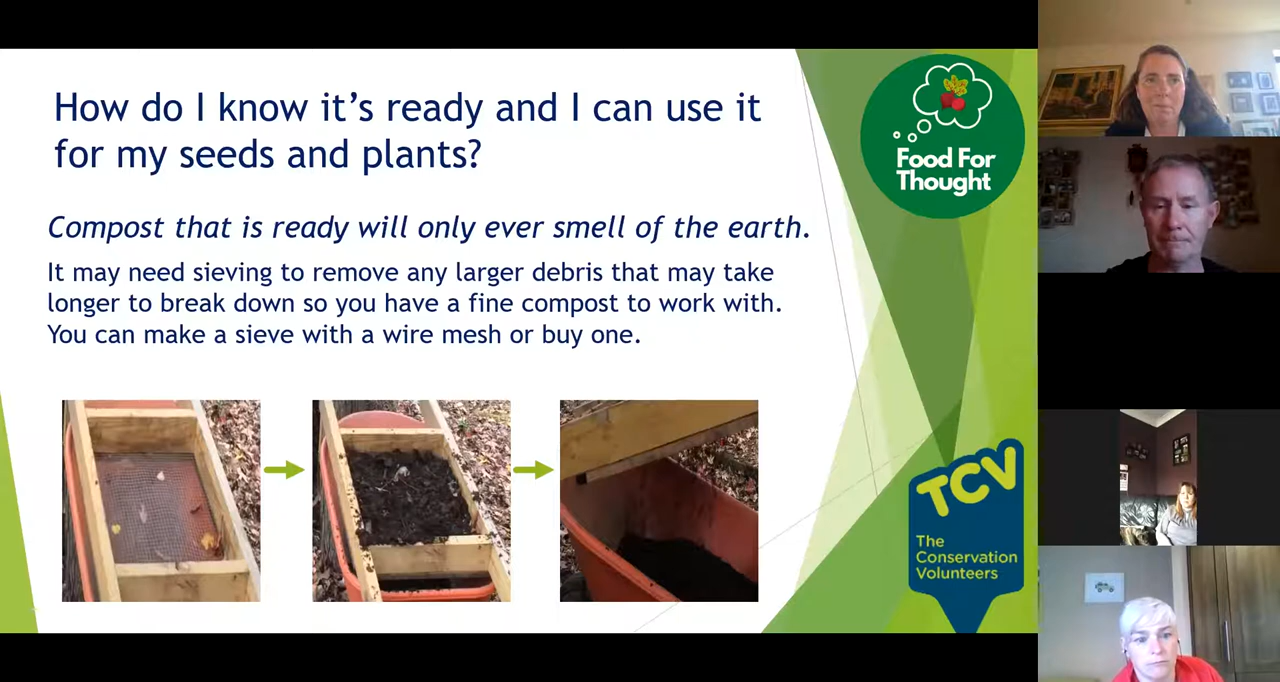 How do I know it’s ready and I can use it
for my seeds and plants?
Compost that is ready will only ever smell of the earth.
It may need sieving to remove any larger debris that may take
longer to break down so you have a fine compost to work with.
You can make a sieve with a wire mesh or buy one.
Food For
Thought
TCV
The
Conservation
Volunteers